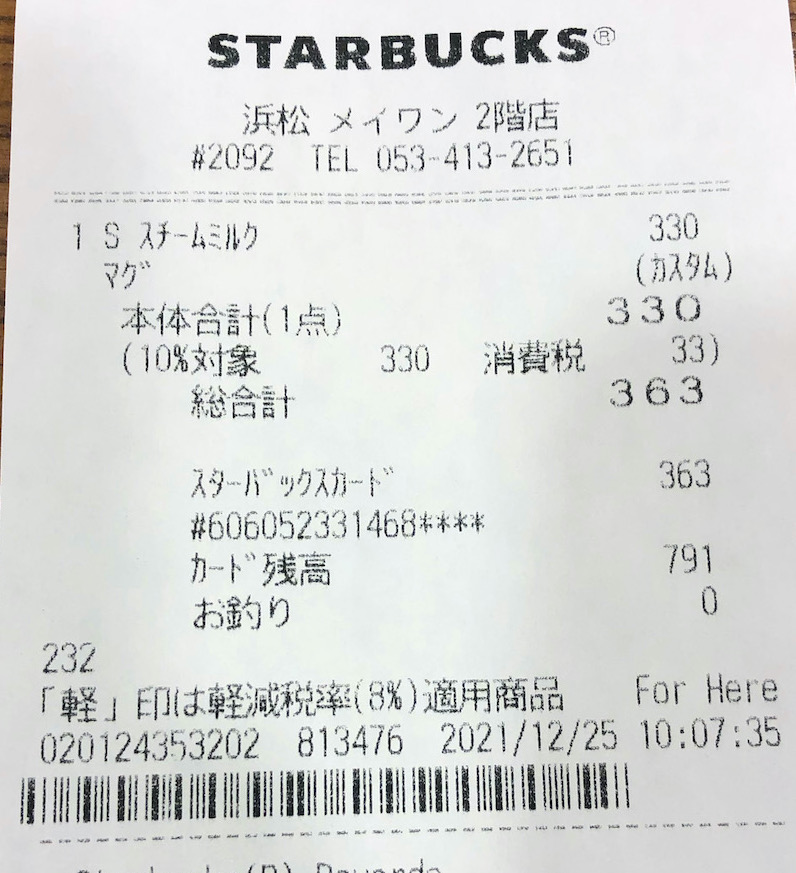 STARBUCKS®
浜松 メイワン 2階店
#2092 TEL 053-413-2651
1 S スチームミルク 330
マグ (カスタム)
本体合計(1点) 330
(10%対象 330 消費税 33)
総合計 363
スターバックスカード 363
#606052331468****
カード残高 791
お釣り 0
232
「軽」印は軽減税率(8%)適用商品 For Here
020124353202 813476 2021/12/25 10:07:35